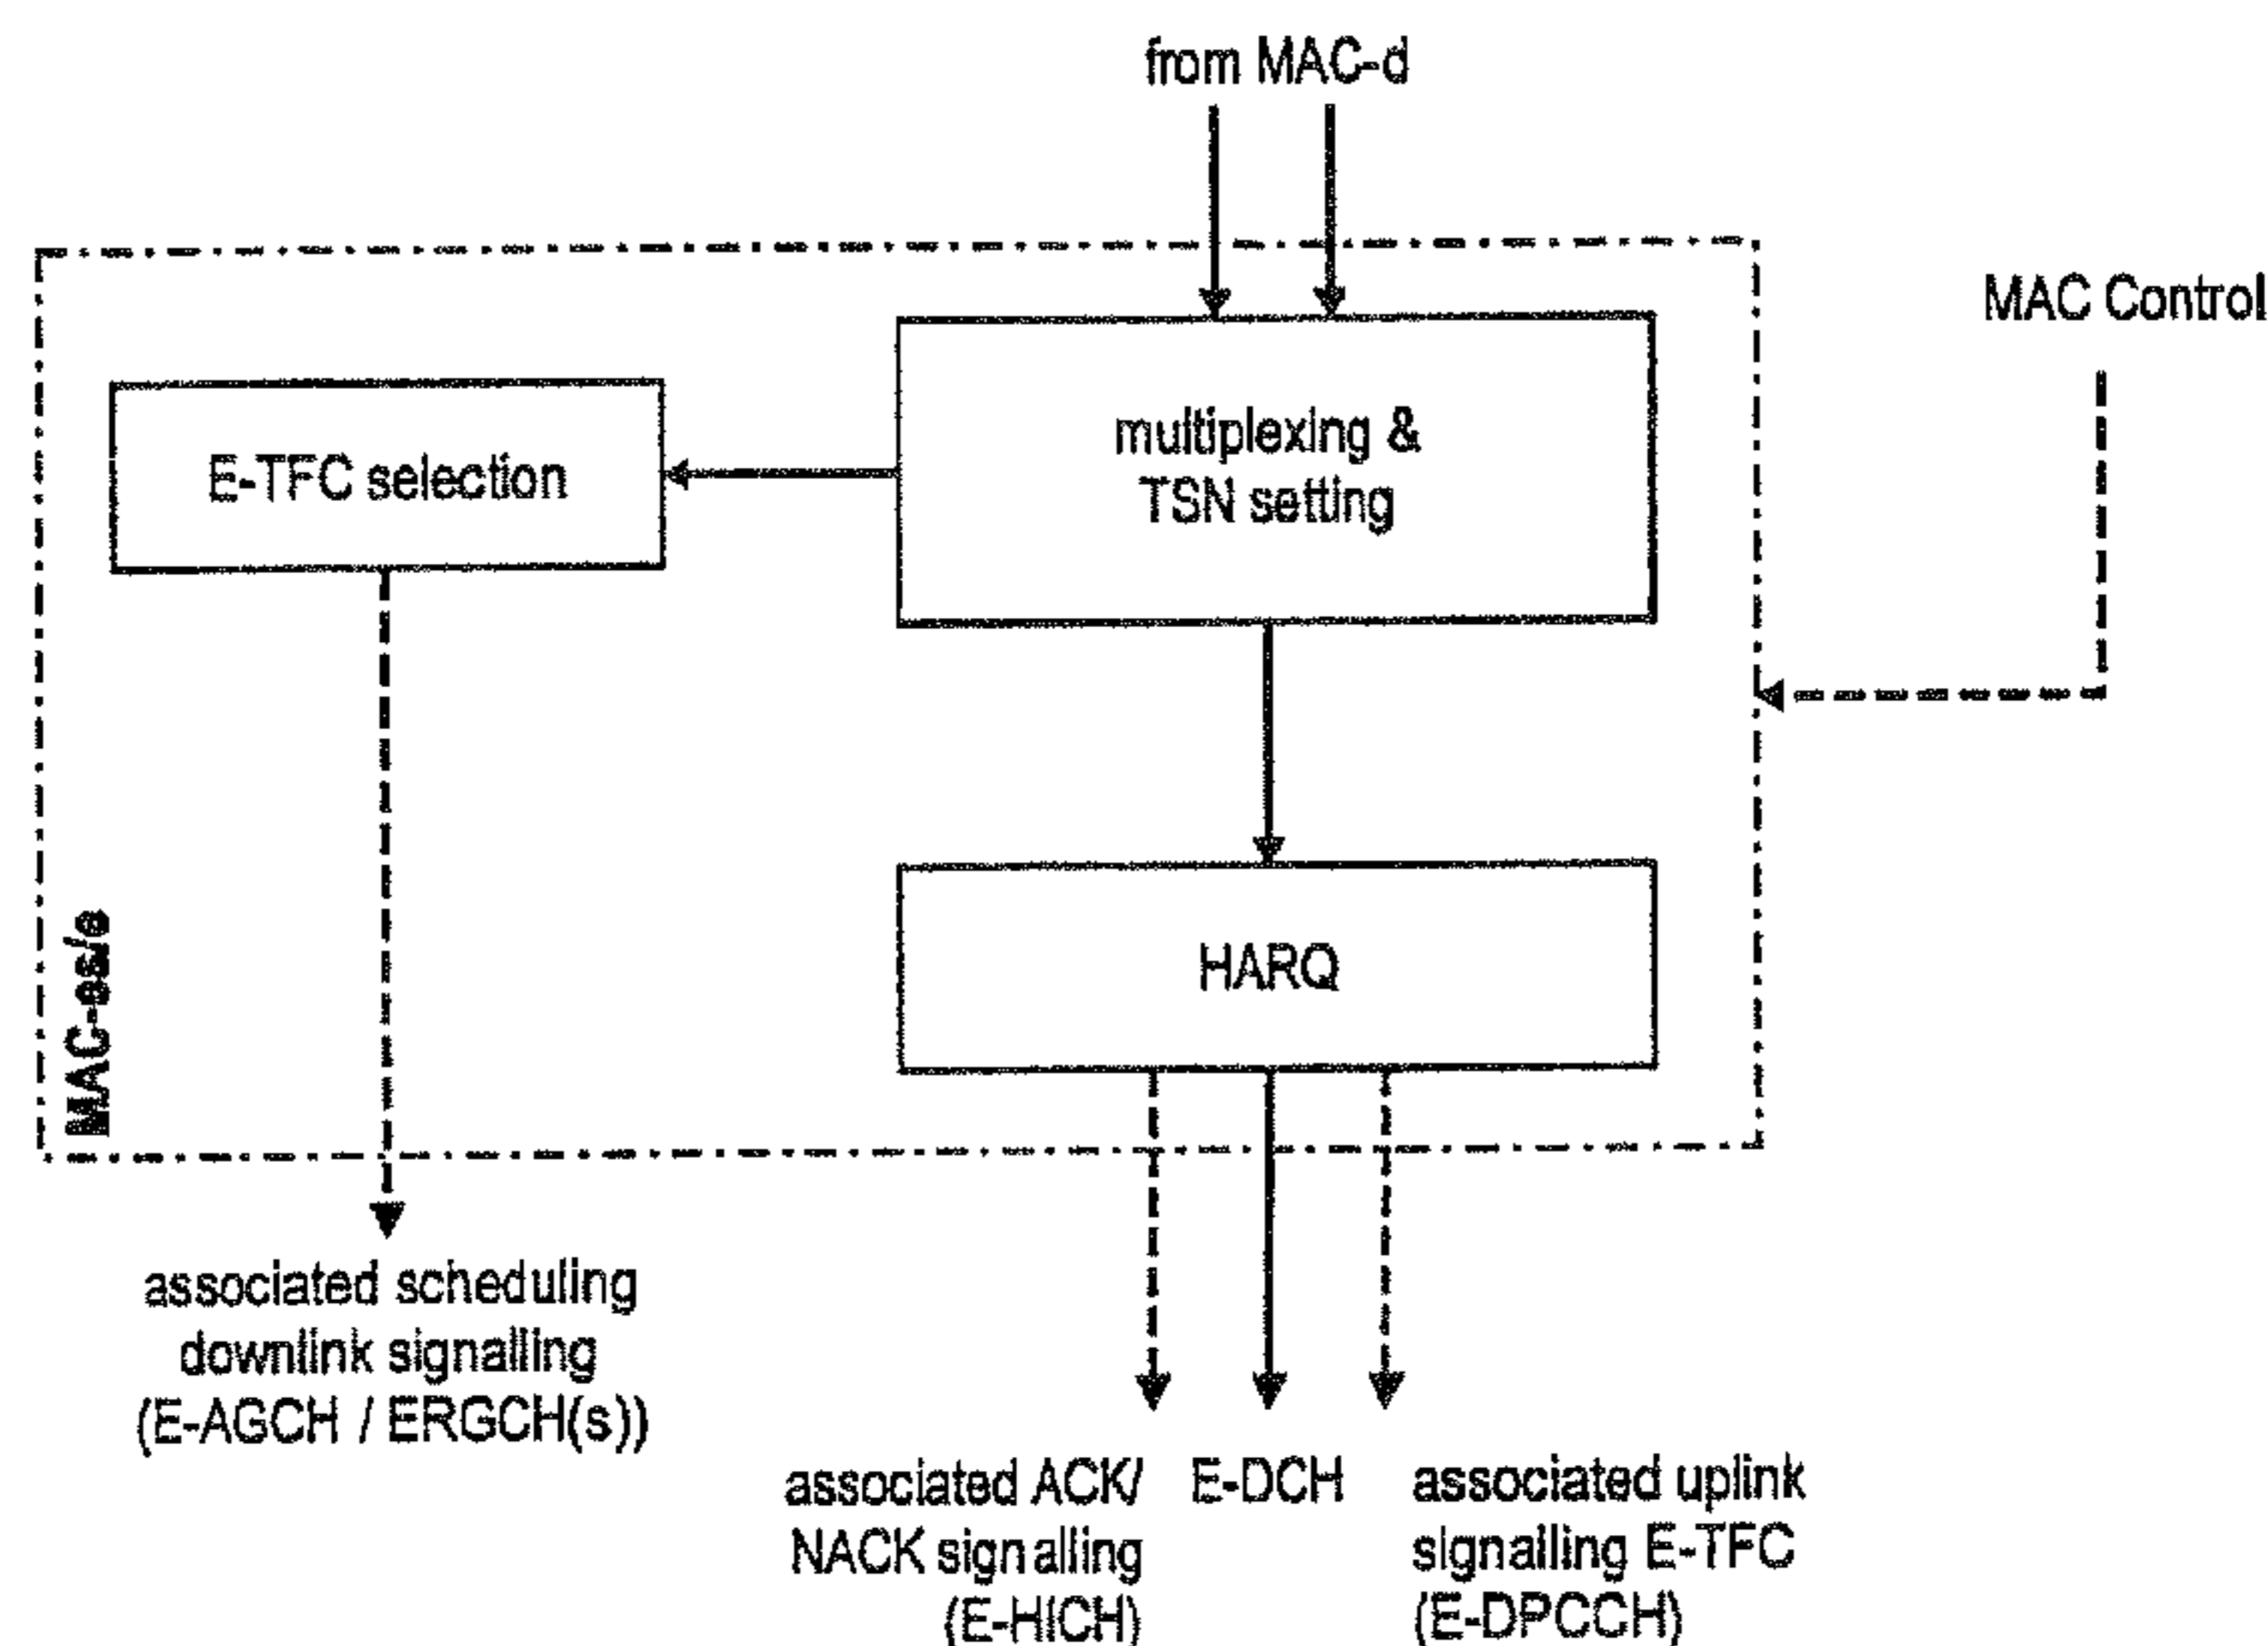 from MAC-d
MAC Control
multiplexing &
TSN setting
E-TFC selection
HARQ
MAC-es/e
associated scheduling
downlink signalling
(E-AGCH / ERGCH(s))
associated ACK/
NACK signalling
(E-HICH)
E-DCH
associated uplink
signalling E-TFC
(E-DPCCH)